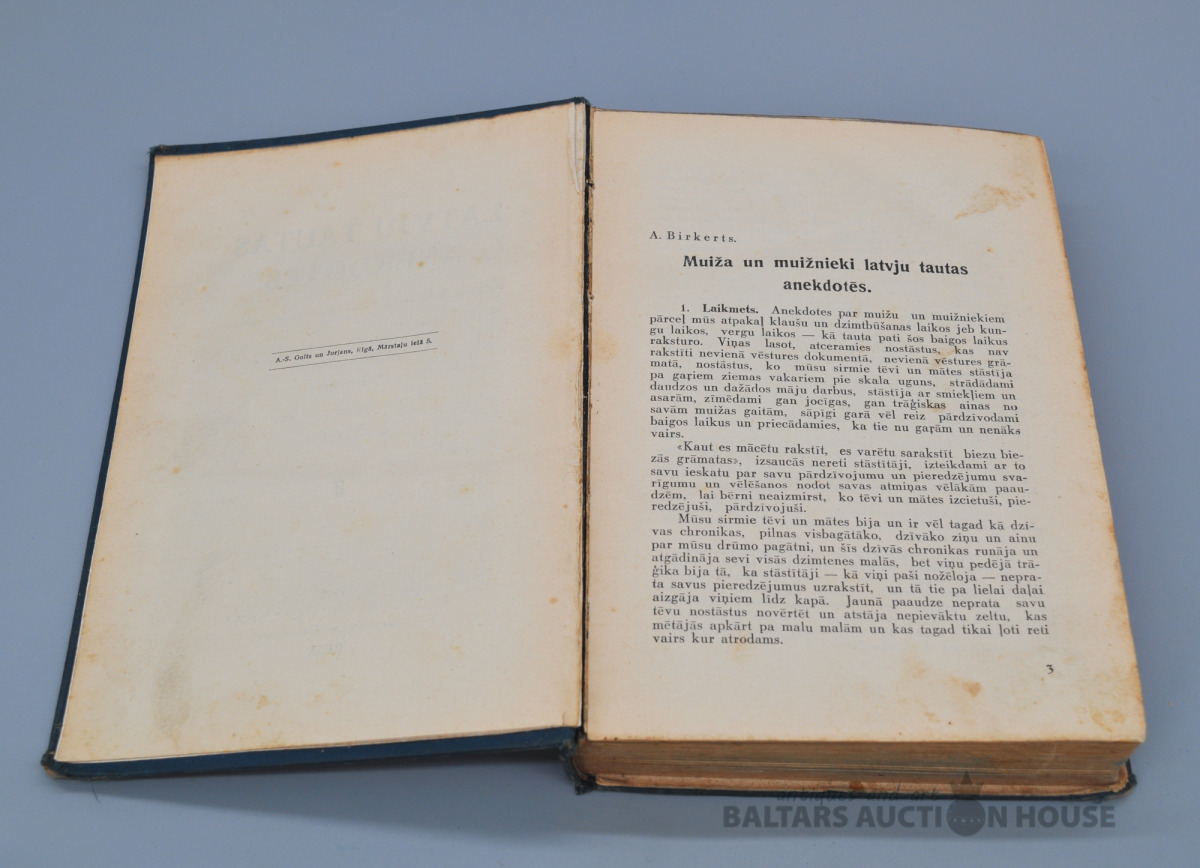 A.-S. Golts un Jurjans, Rīgā, Mārstaļu ielā 5.
A. Birkerts.
Muiža un muižnieki latvju tautas
anekdotēs.
1. Laikmets. Anekdotes par muižu un muižniekiem
pārceļ mūs atpakaļ klaušu un dzimtbūšanas laikos jeb kun-
gu laikos, vergu laikos — kā tauta pati šos baigos laikus
raksturo. Viņas lasot, atceramies nostāstus, kas nav
rakstīti nevienā vēstures dokumentā, nevienā vēstures grā-
matā, nostāstus, ko mūsu sirmie tēvi un mātes stāstīja
pa gaŗiem ziemas vakariem pie skala uguns, strādādami
daudzos un dažādos māju darbus, stāstīja ar smiekļiem un
asarām, zīmēdami gan jocīgas, gan trāģiskas ainas no
savām muižas gaitām, sāpīgi garā vēl reiz pārdzīvodami
baigos laikus un priecādamies, ka tie nu gaŗām un nenāks
vairs.
«Kaut es mācētu rakstīt, es varētu sarakstīt biezu bie-
zās grāmatas», izsaucās nereti stāstītāji, izteikdami ar to
savu ieskatu par savu pārdzīvojumu un pieredzējumu sva-
rīgumu un vēlēšanos nodot savas atmiņas vēlākām paau-
dzēm, lai bērni neaizmirst, ko tēvi un mātes izcietuši, pie-
redzējuši, pārdzīvojuši.
Mūsu sirmie tēvi un mātes bija un ir vēl tagad kā dzī-
vas chronikas, pilnas visbagātāko, dzīvāko ziņu un ainu
par mūsu drūmo pagātni, un šīs dzīvās chronikas runāja un
atgādināja sevi visās dzimtenes malās, bet viņu pedējā trā-
ģika bija tā, ka stāstītāji — kā viņi paši nožēloja — nepra-
ta savus pieredzējumus uzrakstīt, un tā tie pa lielai daļai
aizgāja viņiem līdz kapā. Jaunā paaudze neprata savu
tēvu nostāstus novērtēt un atstāja nepievāktu zeltu, kas
mētājās apkārt pa malu malām un kas tagad tikai ļoti reti
vairs kur atrodams.
3
antiques and art
BALTARS AUCTION HOUSE